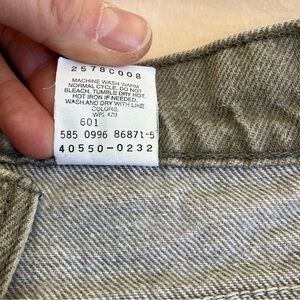 2578C008
MACHINE WASH WARM
NORMAL CYCLE, DO NOT
BLEACH, TUMBLE DRY HOT,
HOT IRON IF NEEDED.
WASH AND DRY WITH LIKE
COLORS.
WPL 423
601
585 0996 86871-5
40550-0232